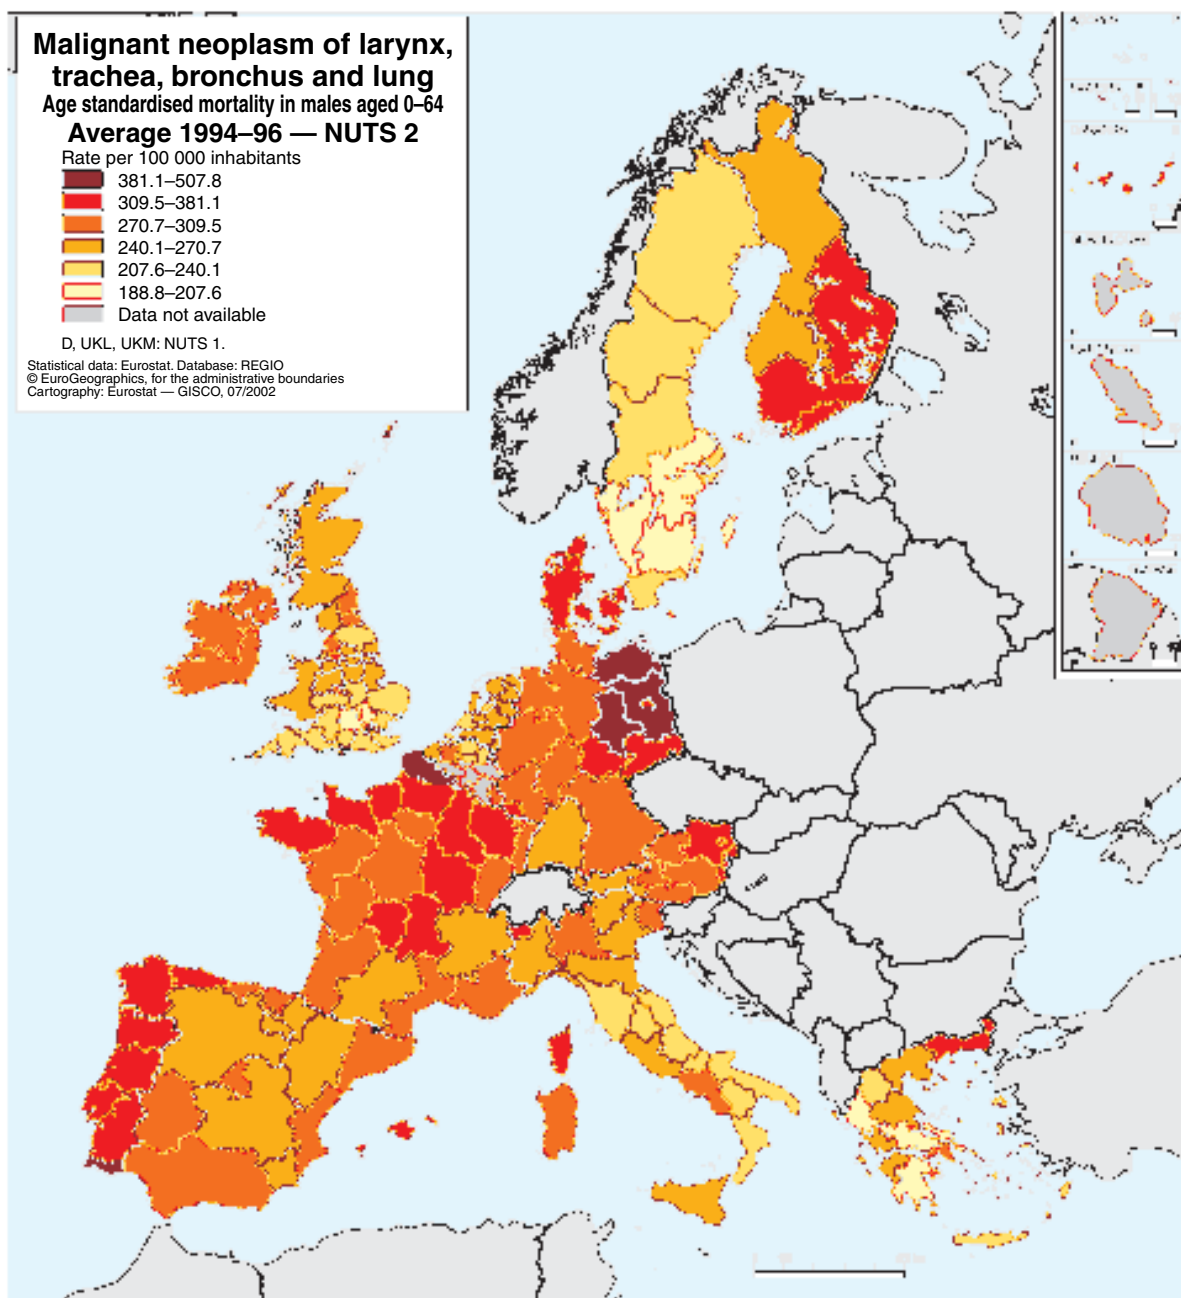 Malignant neoplasm of larynx,
trachea, bronchus and lung
Age standardised mortality in males aged 0–64
Average 1994–96 — NUTS 2
Rate per 100 000 inhabitants
381.1–507.8
309.5–381.1
270.7–309.5
240.1–270.7
207.6–240.1
188.8–207.6
Data not available
D, UKL, UKM: NUTS 1.
Statistical data: Eurostat. Database: REGIO
© EuroGeographics, for the administrative boundaries
Cartography: Eurostat — GISCO, 07/2002